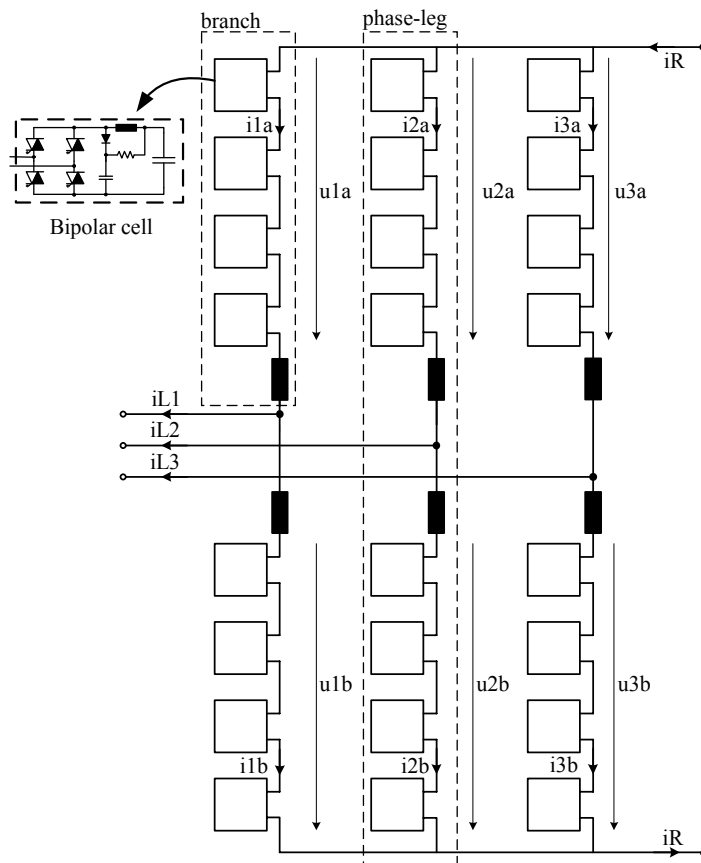 branch
phase-leg
iR
i1a
i2a
i3a
u1a
u2a
u3a
Bipolar cell
iL1
iL2
iL3
u1b
u2b
u3b
i1b
i2b
i3b
iR